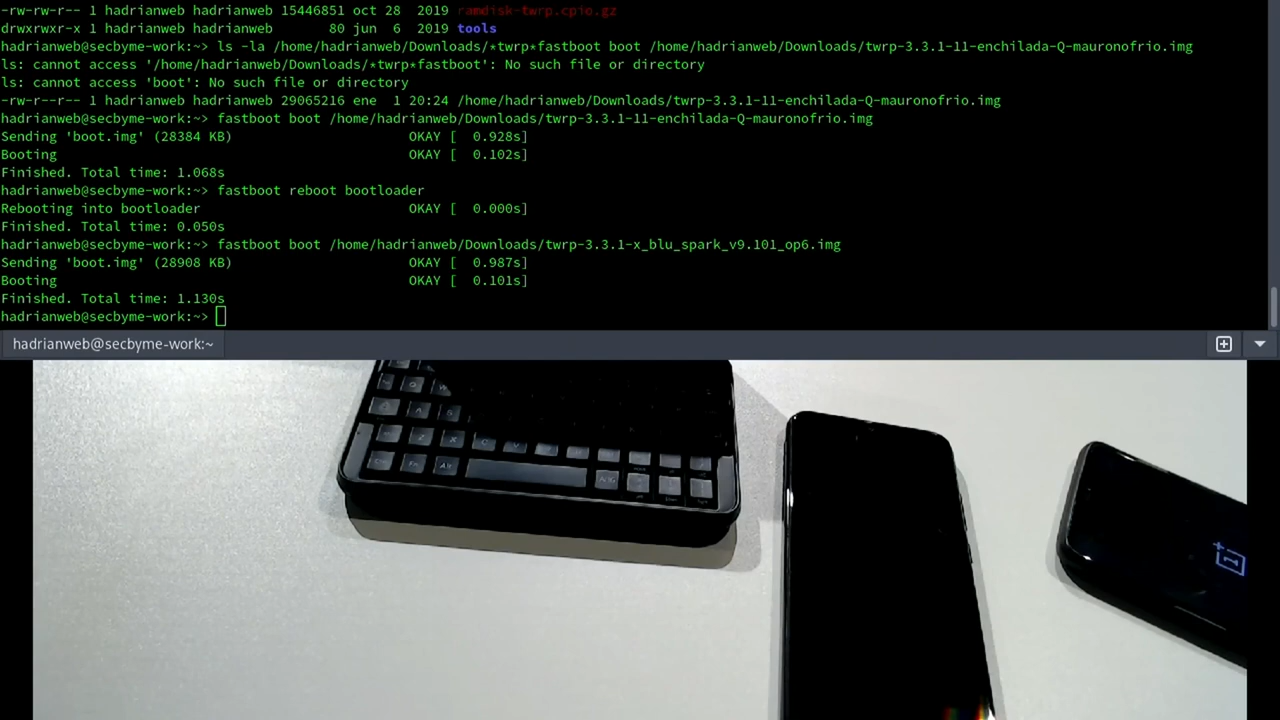 -rw-rw-r-- 1 hadrianweb hadrianweb 15446851 oct 28  2019 ramdisk-twrp.cpio.gz
drwxrwxr-x 1 hadrianweb hadrianweb       80 jun  6  2019 tools
hadrianweb@secbyme-work:~> ls -la /home/hadrianweb/Downloads/*twrp*fastboot boot /home/hadrianweb/Downloads/twrp-3.3.1-11-enchilada-Q-mauronofrio.img
ls: cannot access '/home/hadrianweb/Downloads/*twrp*fastboot': No such file or directory
ls: cannot access 'boot': No such file or directory
-rw-r--r-- 1 hadrianweb hadrianweb 29065216 ene  1 20:24 /home/hadrianweb/Downloads/twrp-3.3.1-11-enchilada-Q-mauronofrio.img
hadrianweb@secbyme-work:~> fastboot boot /home/hadrianweb/Downloads/twrp-3.3.1-11-enchilada-Q-mauronofrio.img
Sending 'boot.img' (28384 KB)                      OKAY [  0.928s]
Booting                                            OKAY [  0.102s]
Finished. Total time: 1.068s
hadrianweb@secbyme-work:~> fastboot reboot bootloader
Rebooting into bootloader                          OKAY [  0.000s]
Finished. Total time: 0.050s
hadrianweb@secbyme-work:~> fastboot boot /home/hadrianweb/Downloads/twrp-3.3.1-x_blu_spark_v9.101_op6.img
Sending 'boot.img' (28908 KB)                      OKAY [  0.987s]
Booting                                            OKAY [  0.101s]
Finished. Total time: 1.130s
hadrianweb@secbyme-work:~>
hadrianweb@secbyme-work:~
Q
A S
Z X C V
Fn Alt